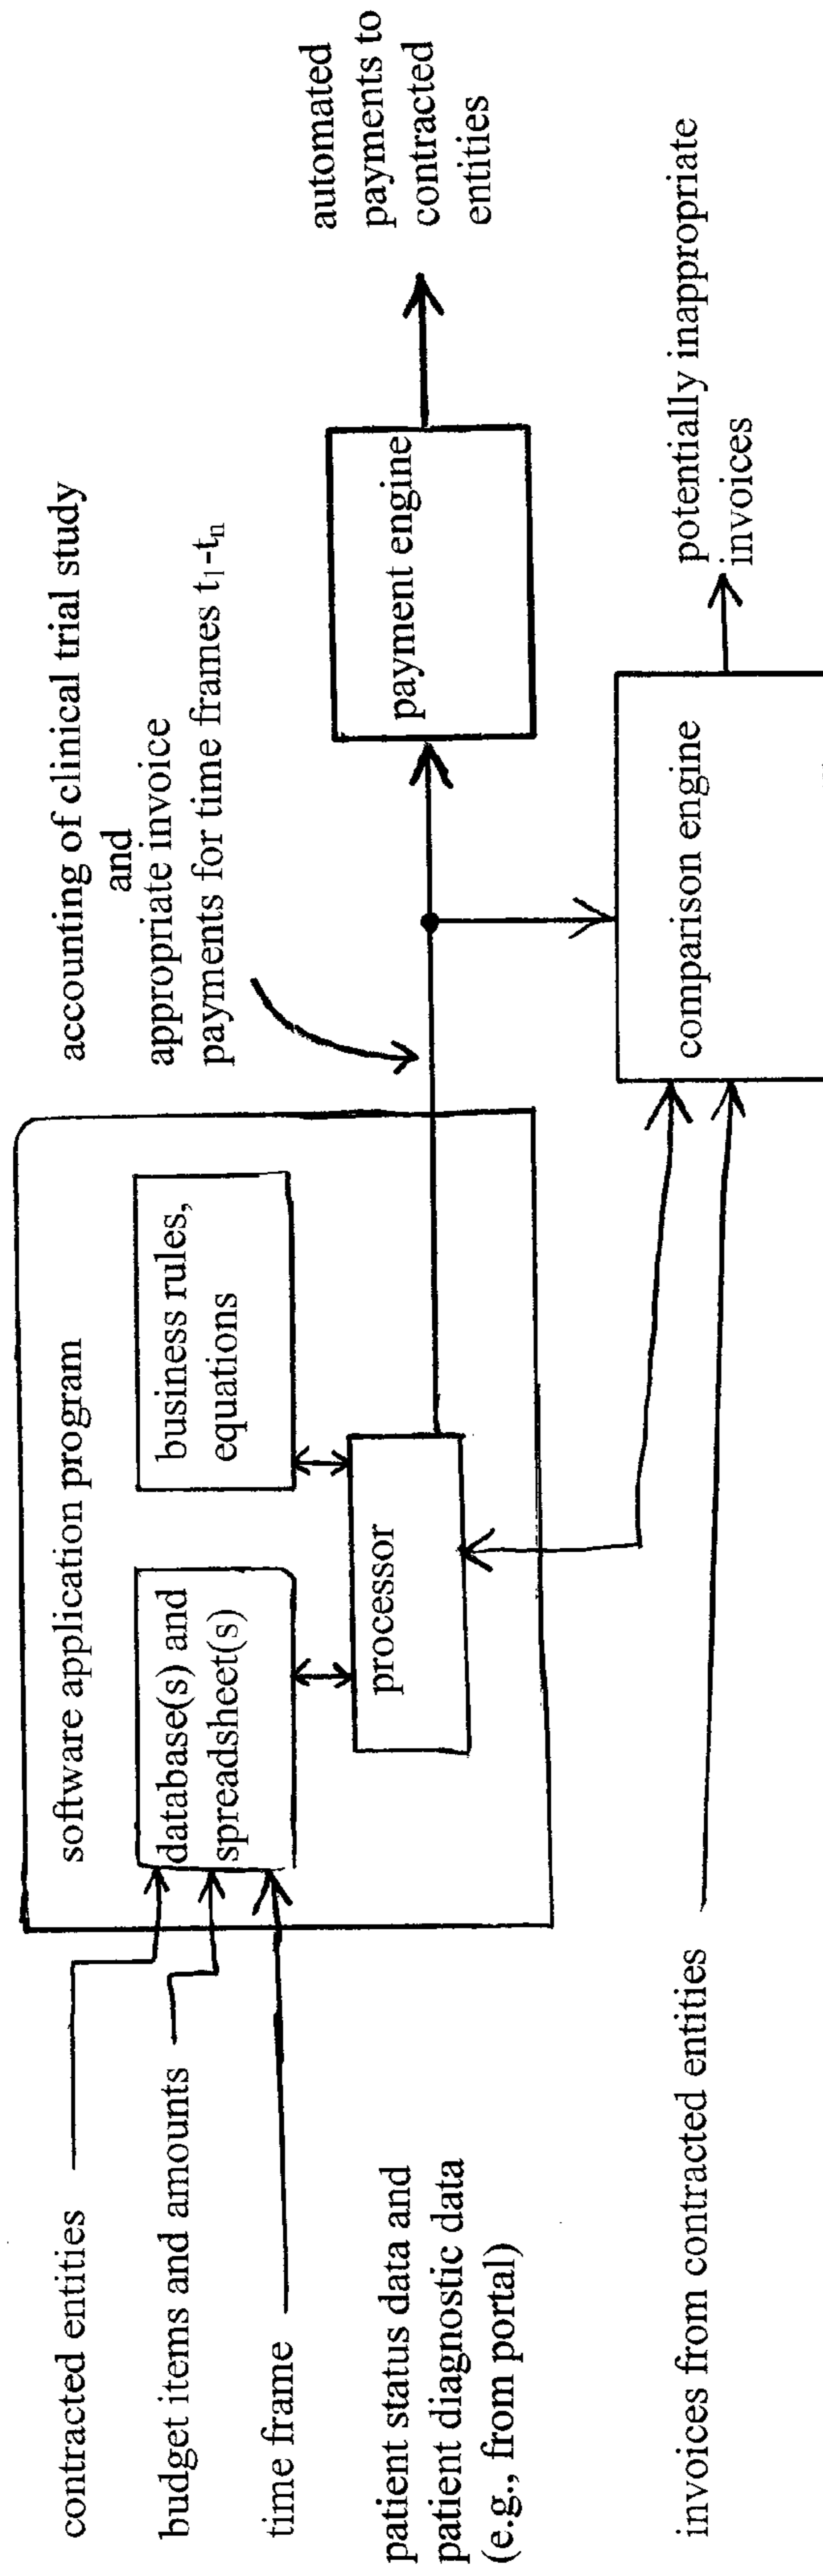 contracted entities
budget items and amounts
time frame
patient status data and
patient diagnostic data
(e.g., from portal)
invoices from contracted entities
software application program
database(s) and
spreadsheet(s)
business rules,
equations
processor
accounting of clinical trial study
and
appropriate invoice
payments for time frames t₁-tₙ
payment engine
comparison engine
automated
payments to
contracted
entities
potentially inappropriate
invoices